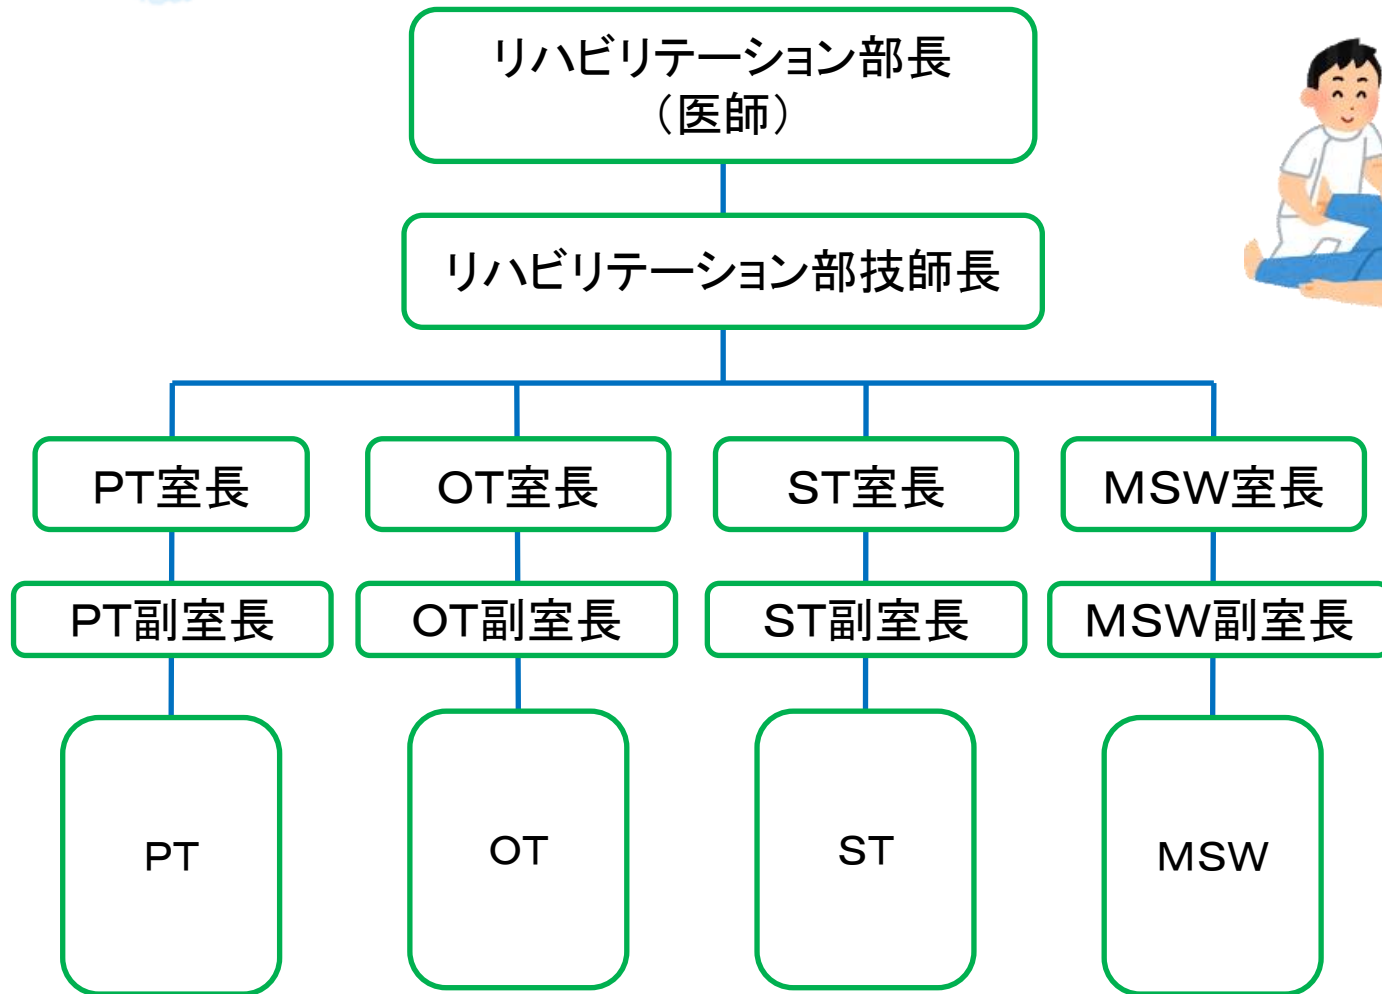 リハビリテーション部長
（医師）
リハビリテーション部技師長
PT室長
OT室長
ST室長
MSW室長
PT副室長
OT副室長
ST副室長
MSW副室長
PT
OT
ST
MSW